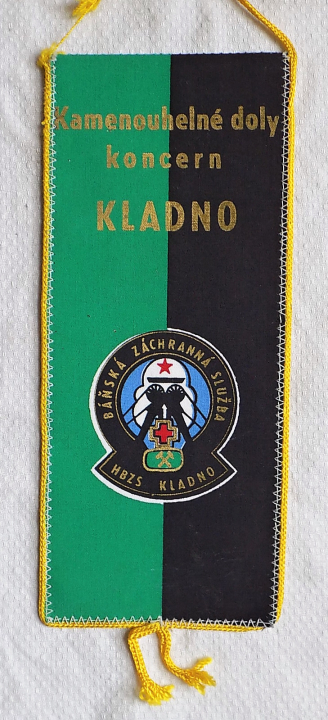 Kamenouhelné doly
koncern
KLADNO
BÁŇSKÁ ZÁCHRANNÁ SLUŽBA
HBZS KLADNO